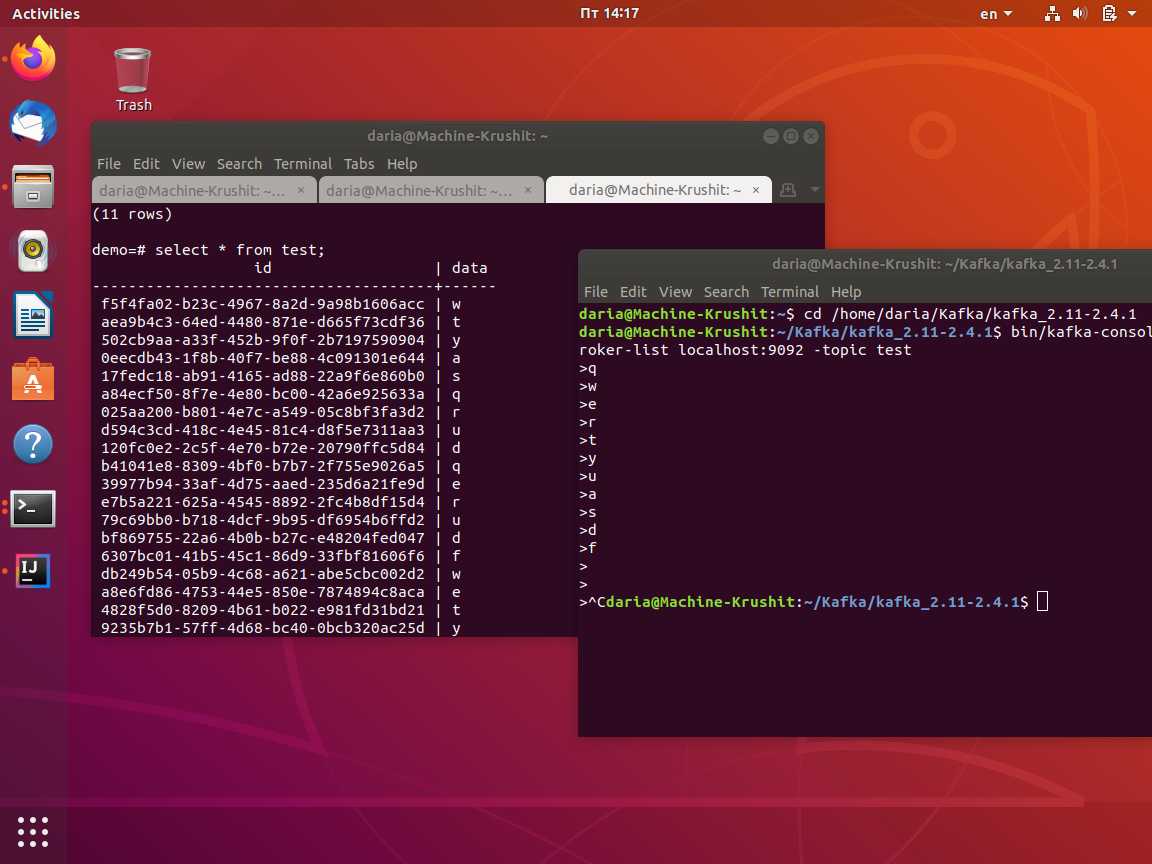 Activities
Пт 14:17
en
Trash
daria@Machine-Krushit: ~
File Edit View Search Terminal Tabs Help
daria@Machine-Krushit: ~... × daria@Machine-Krushit: ~... × daria@Machine-Krushit: ~ ×
(11 rows)
demo=# select * from test;
id | data
--------------------------------------+------
f5f4fa02-b23c-4967-8a2d-9a98b1606acc | w
aea9b4c3-64ed-4480-871e-d665f73cdf36 | t
502cb9aa-a33f-452b-9f0f-2b7197590904 | y
0eecdb43-1f8b-40f7-be88-4c091301e644 | a
17fedc18-ab91-4165-ad88-22a9f6e860b0 | s
a84ecf50-8f7e-4e80-bc00-42a6e925633a | q
025aa200-b801-4e7c-a549-05c8bf3fa3d2 | r
d594c3cd-418c-4e45-81c4-d8f5e7311aa3 | u
120fc0e2-2c5f-4e70-b72e-20790ffc5d84 | d
b41041e8-8309-4bf0-b7b7-2f755e9026a5 | q
39977b94-33af-4d75-aaed-235d6a21fe9d | e
e7b5a221-625a-4545-8892-2fc4b8df15d4 | r
79c69bb0-b718-4dcf-9b95-df6954b6ffd2 | u
bf869755-22a6-4b0b-b27c-e48204fed047 | d
6307bc01-41b5-45c1-86d9-33fbf81606f6 | f
db249b54-05b9-4c68-a621-abe5cbc002d2 | w
a8e6fd86-4753-44e5-850e-7874894c8aca | e
4828f5d0-8209-4b61-b022-e981fd31bd21 | t
9235b7b1-57ff-4d68-bc40-0bcb320ac25d | y
daria@Machine-Krushit: ~/Kafka/kafka_2.11-2.4.1
File Edit View Search Terminal Help
daria@Machine-Krushit:~$ cd /home/daria/Kafka/kafka_2.11-2.4.1
daria@Machine-Krushit:~/Kafka/kafka_2.11-2.4.1$ bin/kafka-consol
roker-list localhost:9092 -topic test
>q
>w
>e
>r
>t
>y
>u
>a
>s
>d
>f
>
>
>^Cdaria@Machine-Krushit:~/Kafka/kafka_2.11-2.4.1$
IJ